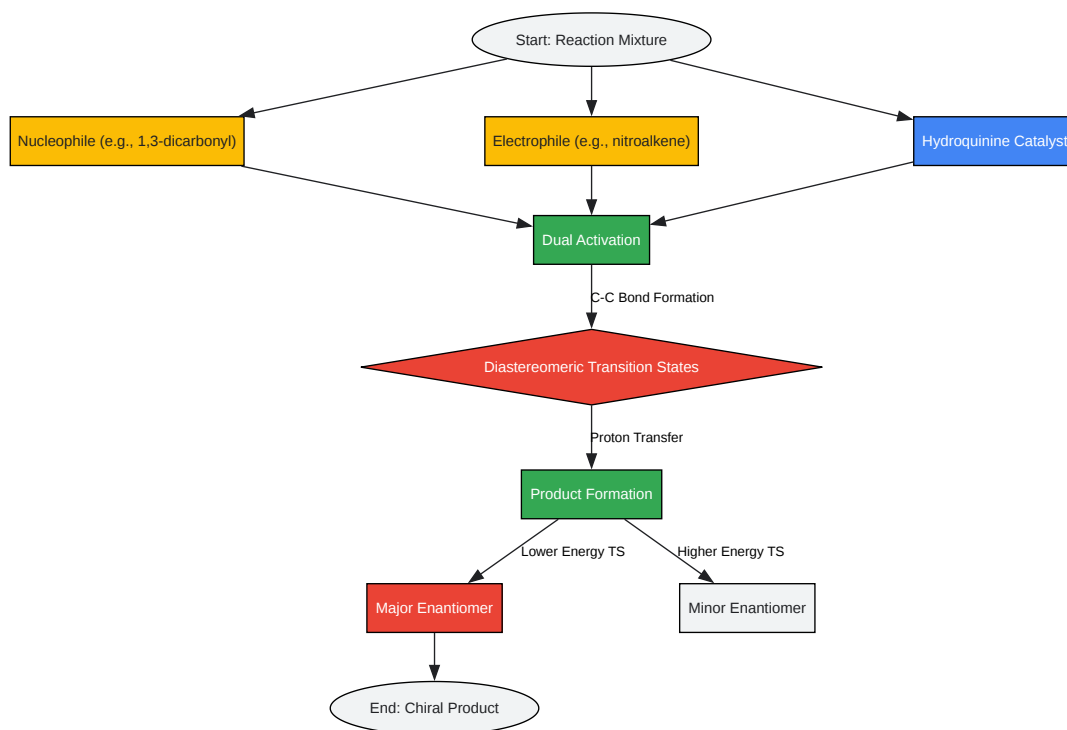 Start: Reaction Mixture
Nucleophile (e.g., 1,3-dicarbonyl)
Electrophile (e.g., nitroalkene)
Hydroquinine Catalyst
Dual Activation
C-C Bond Formation
Diastereomeric Transition States
Proton Transfer
Product Formation
Lower Energy TS
Higher Energy TS
Major Enantiomer
Minor Enantiomer
End: Chiral Product